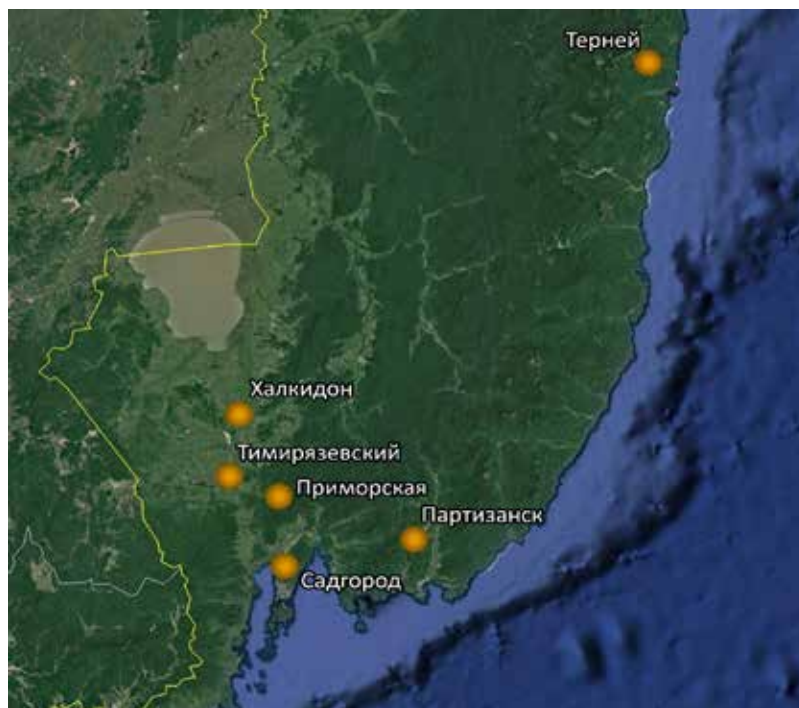 Терней
Халкидон
Тимирязевский
Приморская
Партизанск
Садгород